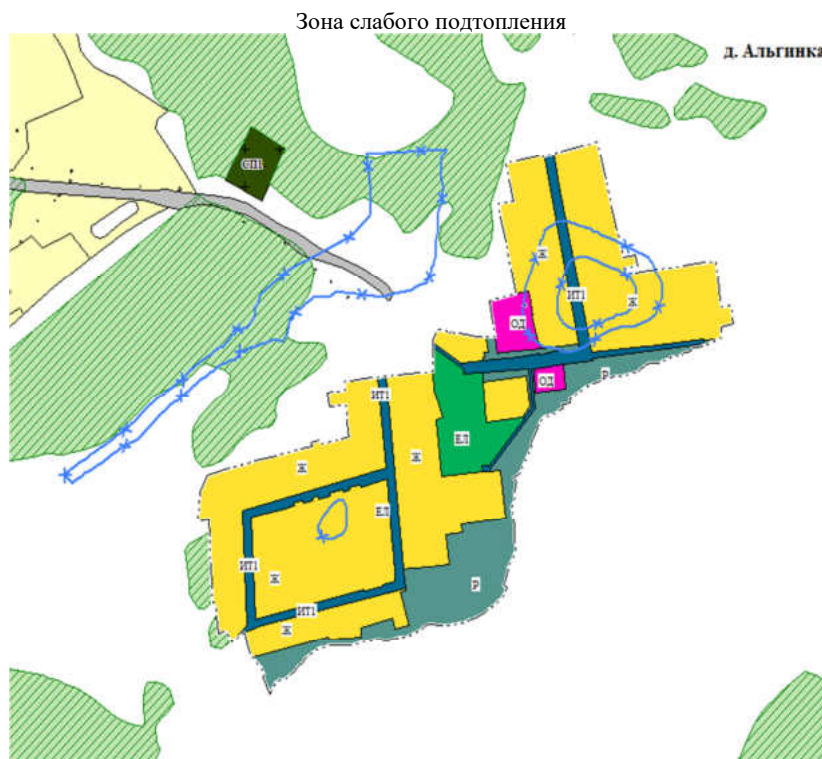 Зона слабого подтопления
д. Альгинка
СП1
Ж
ИТ1
Ж
ОД
ОД
Р
ИТ1
ЕЛ
Ж
Ж
ЕЛ
ИТ1
Ж
Р
ИТ1
Ж